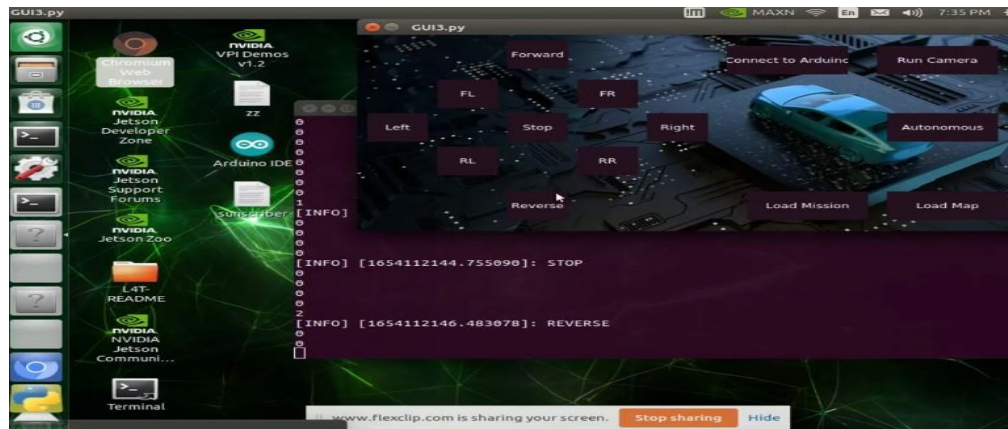 GUI3.py
MAXN
En
7:35 PM
GUI3.py
Forward
Connect to Arduino
Run Camera
FL
FR
Left
Stop
Right
Autonomous
RL
RR
Reverse
Load Mission
Load Map
Chromium
Web
Browser
NVIDIA.
VPI Demos
v1.2
NVIDIA.
Jetson
Developer
Zone
zz
NVIDIA.
Jetson
Support
Forums
Arduino IDE
NVIDIA.
Jetson Zoo
sunscriber
L4T-
README
NVIDIA.
NVIDIA
Jetson
Communi...
Terminal
0
0
0
0
0
0
1
[INFO]
0
0
0
[INFO] [1654112144.755090]: STOP
0
0
0
0
2
[INFO] [1654112146.483078]: REVERSE
0
0
www.flexclip.com is sharing your screen.
Stop sharing
Hide